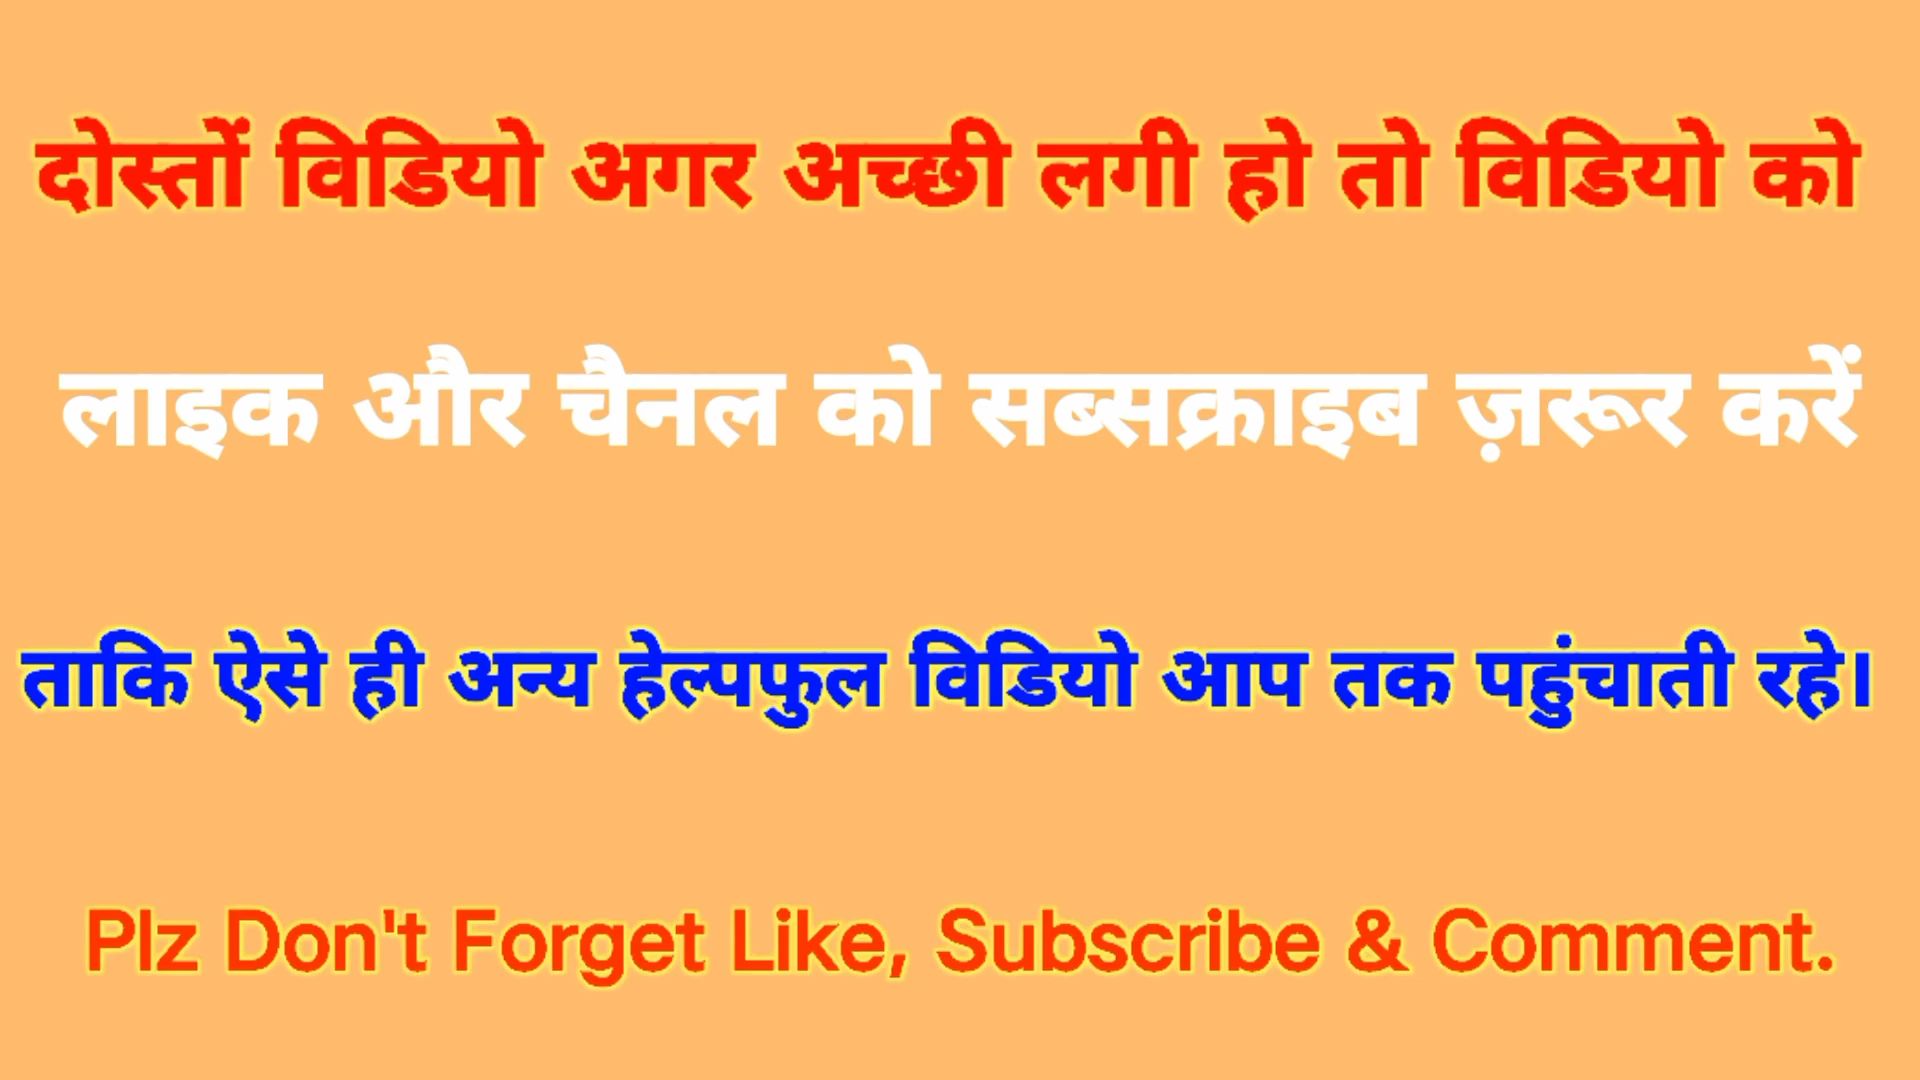 दोस्तों विडियो अगर अच्छी लगी हो तो विडियो को
लाइक और चैनल को सब्सक्राइब ज़रूर करें
ताकि ऐसे ही अन्य हेल्पफुल विडियो आप तक पहुंचाती रहे।
Plz Don't Forget Like, Subscribe & Comment.